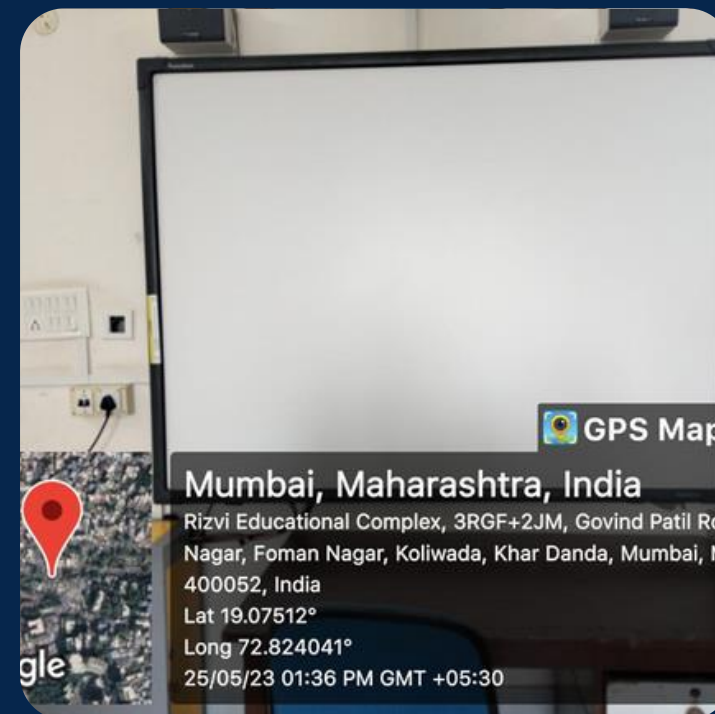 GPS Map
Mumbai, Maharashtra, India
Rizvi Educational Complex, 3RGF+2JM, Govind Patil
Nagar, Foman Nagar, Koliwada, Khar Danda, Mumbai,
400052, India
Lat 19.07512°
Long 72.824041°
25/05/23 01:36 PM GMT +05:30
gle